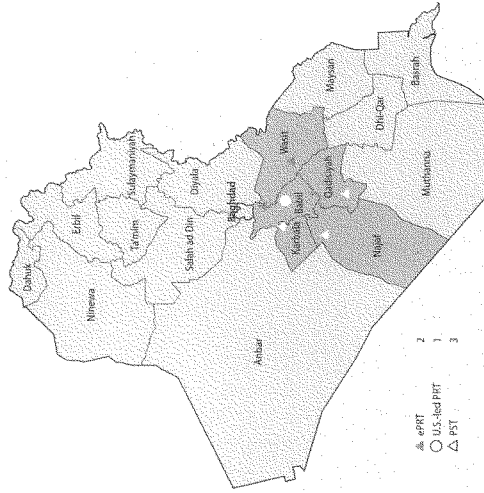 Dahuk
Ninewa
Erbil
Sulaymaniyah
Ta'mim
Salah ad Din
Diyala
Anbar
Baghdad
Karbala
Babil
Wasit
Najaf
Qadisiyah
Maysan
Dhi-Qar
Muthanna
Basrah
ePRT 2
U.S.-led PRT 1
PST 3